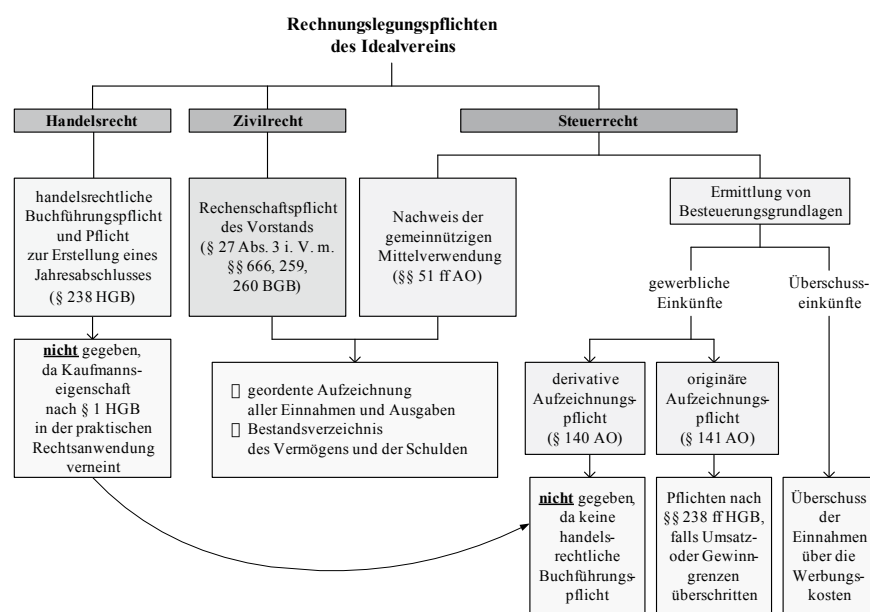 Rechnungslegungspflichten
des Idealvereins
Handelsrecht
Zivilrecht
Steuerrecht
handelsrechtliche
Buchführungspflicht
und Pflicht
zur Erstellung eines
Jahresabschlusses
(§ 238 HGB)
Rechenschaftspflicht
des Vorstands
(§ 27 Abs. 3 i. V. m.
§§ 666, 259,
260 BGB)
Nachweis der
gemeinnützigen
Mittelverwendung
(§§ 51 ff AO)
Ermittlung von
Besteuerungsgrundlagen
gewerbliche
Einkünfte
Überschuss-
einkünfte
nicht gegeben,
da Kaufmanns-
eigenschaft
nach § 1 HGB
in der praktischen
Rechtsanwendung
verneint
geordente Aufzeichnung
aller Einnahmen und Ausgaben
Bestandsverzeichnis
des Vermögens und der Schulden
derivative
Aufzeichnungs-
pflicht
(§ 140 AO)
originäre
Aufzeichnungs-
pflicht
(§ 141 AO)
nicht gegeben,
da keine
handels-
rechtliche
Buchführungs-
pflicht
Pflichten nach
§§ 238 ff HGB,
falls Umsatz-
oder Gewinn-
grenzen
überschritten
Überschuss
der
Einnahmen
über die
Werbungs-
kosten